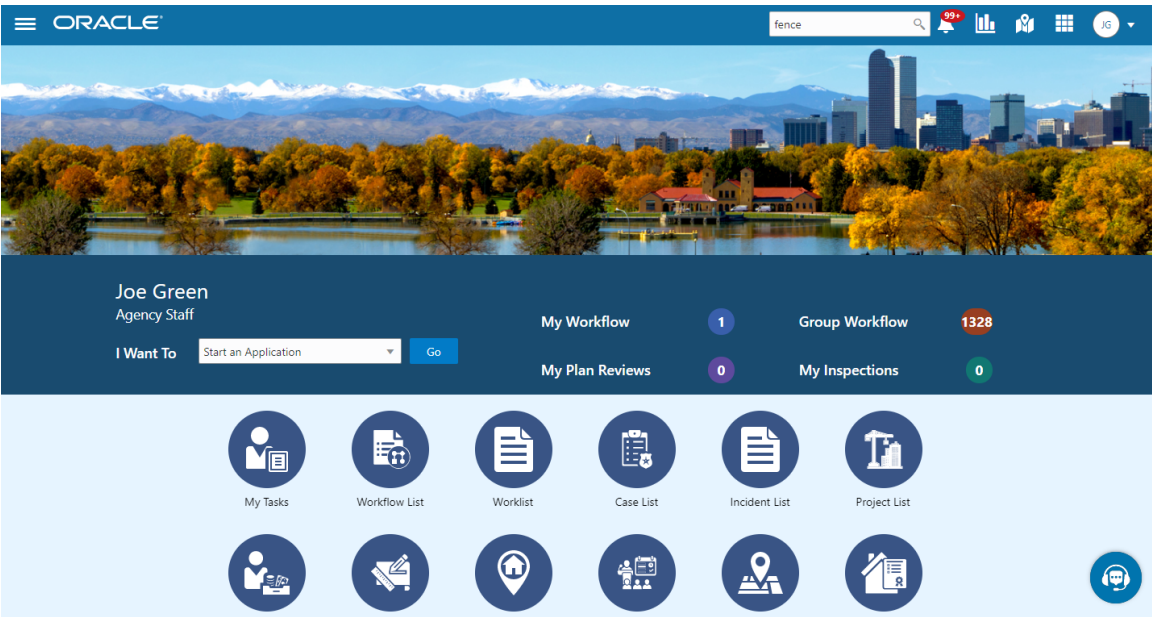 ORACLE
fence
99+
JG
Joe Green
Agency Staff
I Want To
Start an Application
Go
My Workflow
1
Group Workflow
1328
My Plan Reviews
0
My Inspections
0
My Tasks
Workflow List
Worklist
Case List
Incident List
Project List